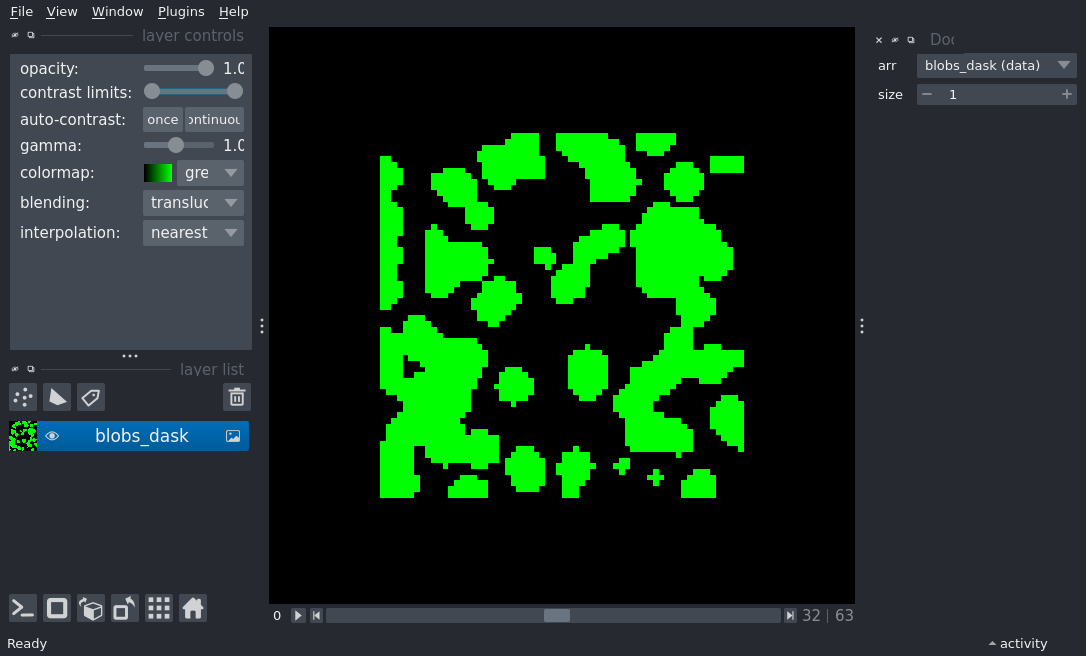 File View Window Plugins Help
layer controls
opacity: 1.0
contrast limits:
auto-contrast: once ontinuou
gamma: 1.0
colormap: gre
blending: transluc
interpolation: nearest
layer list
blobs_dask
0 32 | 63
Ready
Doc
arr blobs_dask (data)
size 1
activity